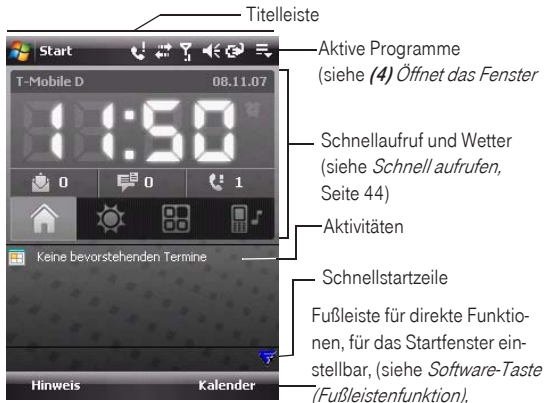 Titelleiste
Start
Aktive Programme
(siehe (4) Öffnet das Fenster
T-Mobile D 08.11.07
11:50
Schnellaufruf und Wetter
(siehe Schnell aufrufen,
Seite 44)
0 0 1
Aktivitäten
Keine bevorstehenden Termine
Schnellstartzeile
Fußleiste für direkte Funktio-
nen, für das Startfenster ein-
stellbar, (siehe Software-Taste
(Fußleistenfunktion),
Hinweis Kalender